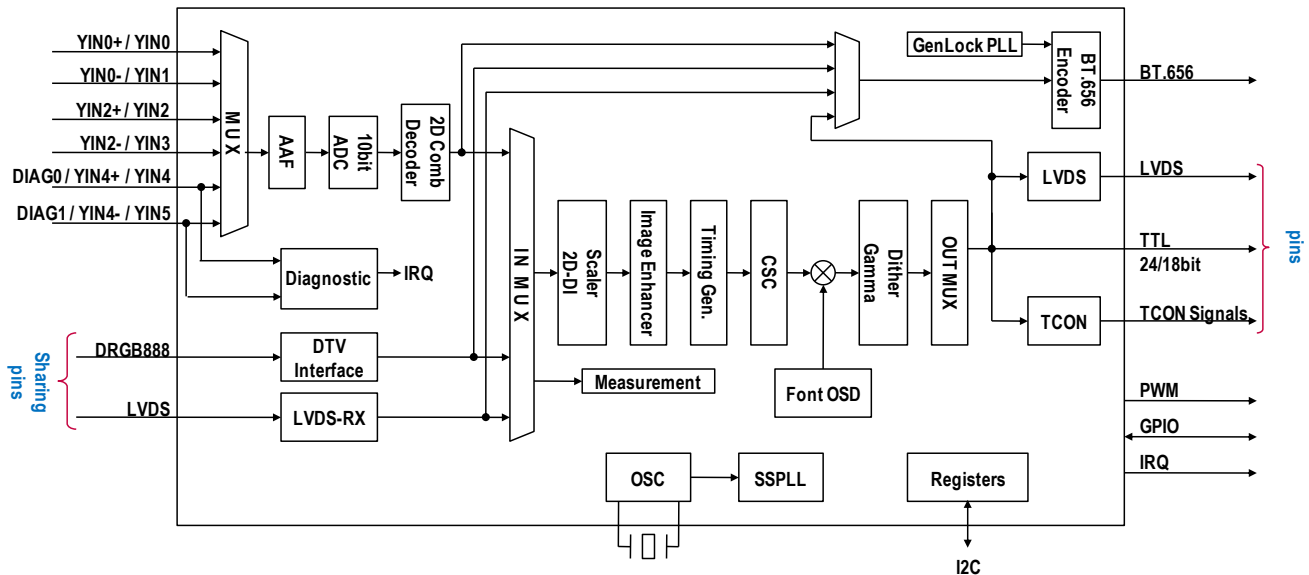 YIN0+ / YIN0
YIN0- / YIN1
YIN2+ / YIN2
YIN2- / YIN3
DIAG0 / YIN4+ / YIN4
DIAG1 / YIN4- / YIN5
MUX
AAF
10bit
ADC
2D Comb
Decoder
Diagnostic
IRQ
DRGB888
LVDS
Sharing
pins
DTV
Interface
LVDS-RX
IN MUX
Measurement
Scaler
2D-DI
Image Enhancer
Timing Gen.
CSC
Font OSD
Dither
Gamma
OUT MUX
GenLock PLL
BT.656
Encoder
BT.656
LVDS
LVDS
TTL
24/18bit
TCON
TCON Signals
pins
PWM
GPIO
IRQ
OSC
SSPLL
Registers
I2C